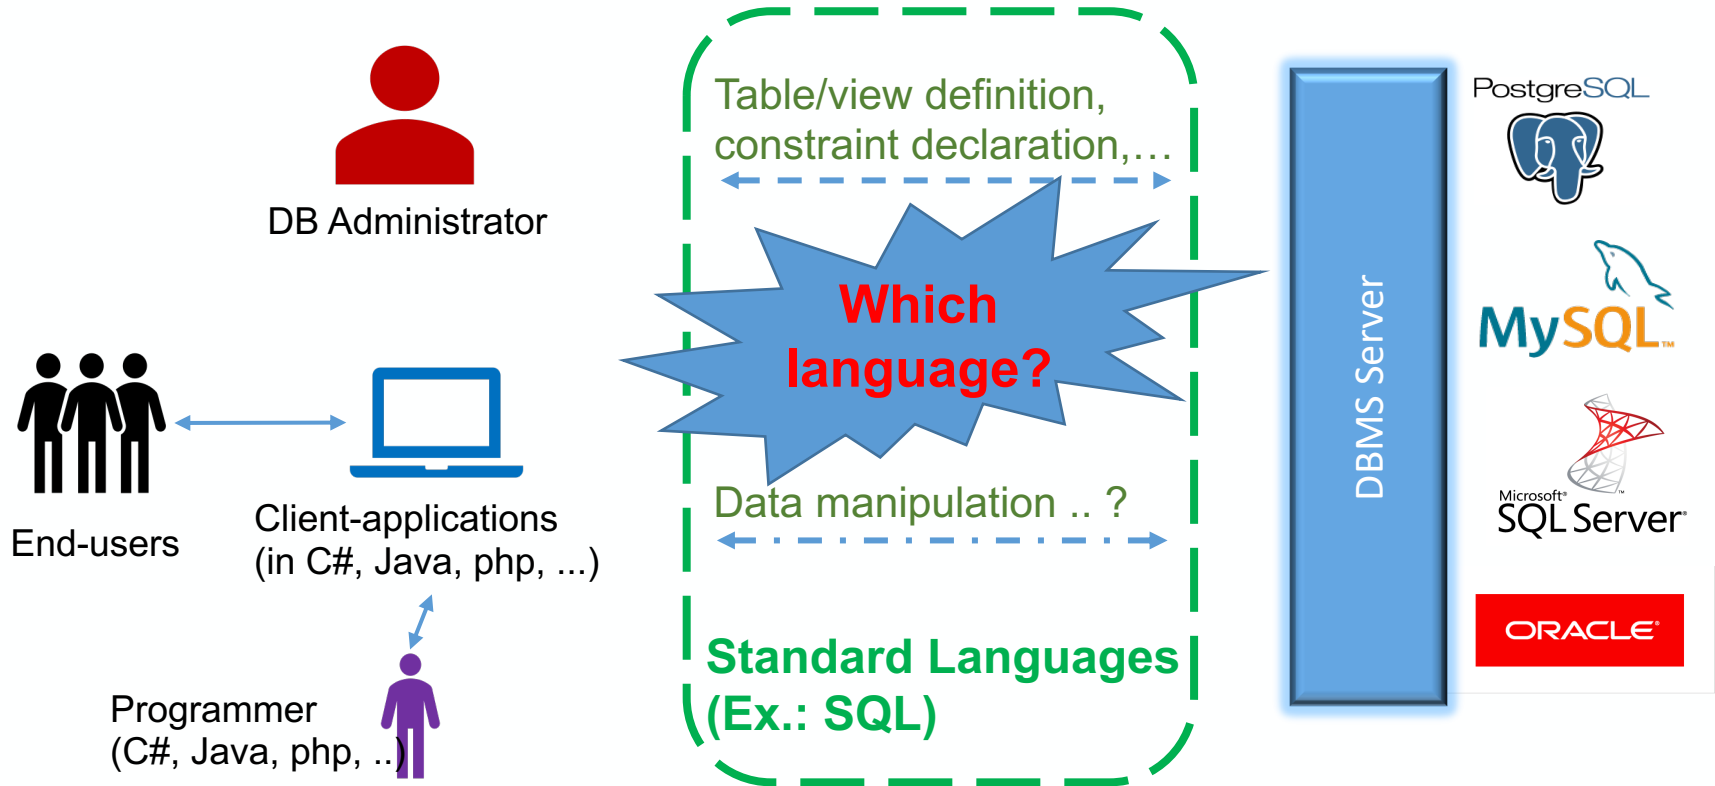 DB Administrator
End-users
Client-applications
(in C#, Java, php, ...)
Programmer
(C#, Java, php, ..)
Table/view definition,
constraint declaration,...
Which
language?
Data manipulation .. ?
Standard Languages
(Ex.: SQL)
DBMS Server
PostgreSQL
MySQL™
Microsoft®
SQL Server®
ORACLE®